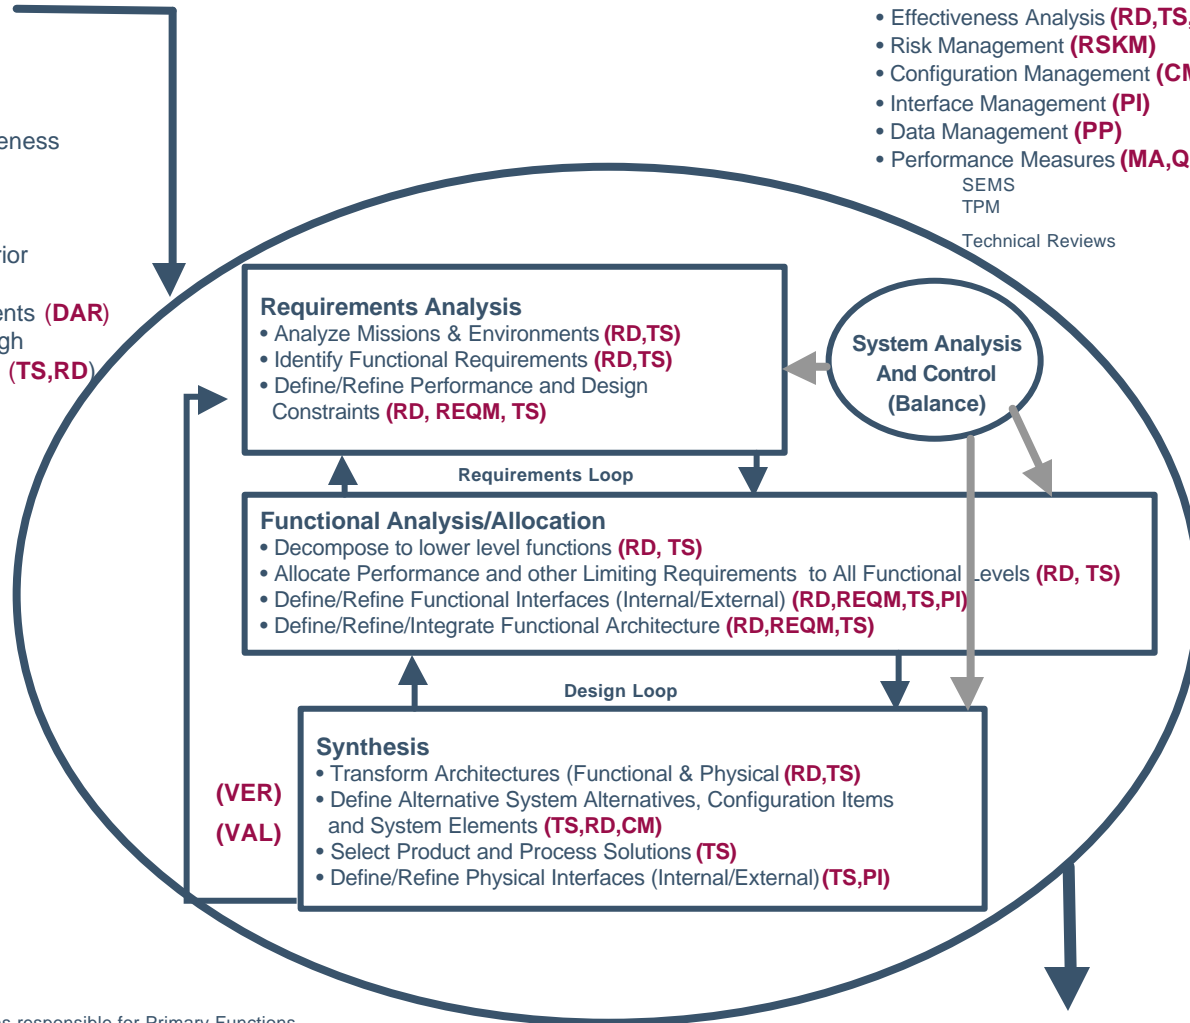 • Effectiveness Analysis (RD,TS,
• Risk Management (RSKM)
• Configuration Management (CM
• Interface Management (PI)
• Data Management (PP)
• Performance Measures (MA,Q
SEMS
TPM
Technical Reviews
eness
rior
ents (DAR)
gh
(TS,RD)
Requirements Analysis
• Analyze Missions & Environments (RD,TS)
• Identify Functional Requirements (RD,TS)
• Define/Refine Performance and Design
Constraints (RD, REQM, TS)
System Analysis
And Control
(Balance)
Requirements Loop
Functional Analysis/Allocation
• Decompose to lower level functions (RD, TS)
• Allocate Performance and other Limiting Requirements to All Functional Levels (RD, TS)
• Define/Refine Functional Interfaces (Internal/External) (RD,REQM,TS,PI)
• Define/Refine/Integrate Functional Architecture (RD,REQM,TS)
Design Loop
Synthesis
• Transform Architectures (Functional & Physical (RD,TS)
• Define Alternative System Alternatives, Configuration Items
and System Elements (TS,RD,CM)
• Select Product and Process Solutions (TS)
• Define/Refine Physical Interfaces (Internal/External) (TS,PI)
(VER)
(VAL)
s responsible for Primary Functions